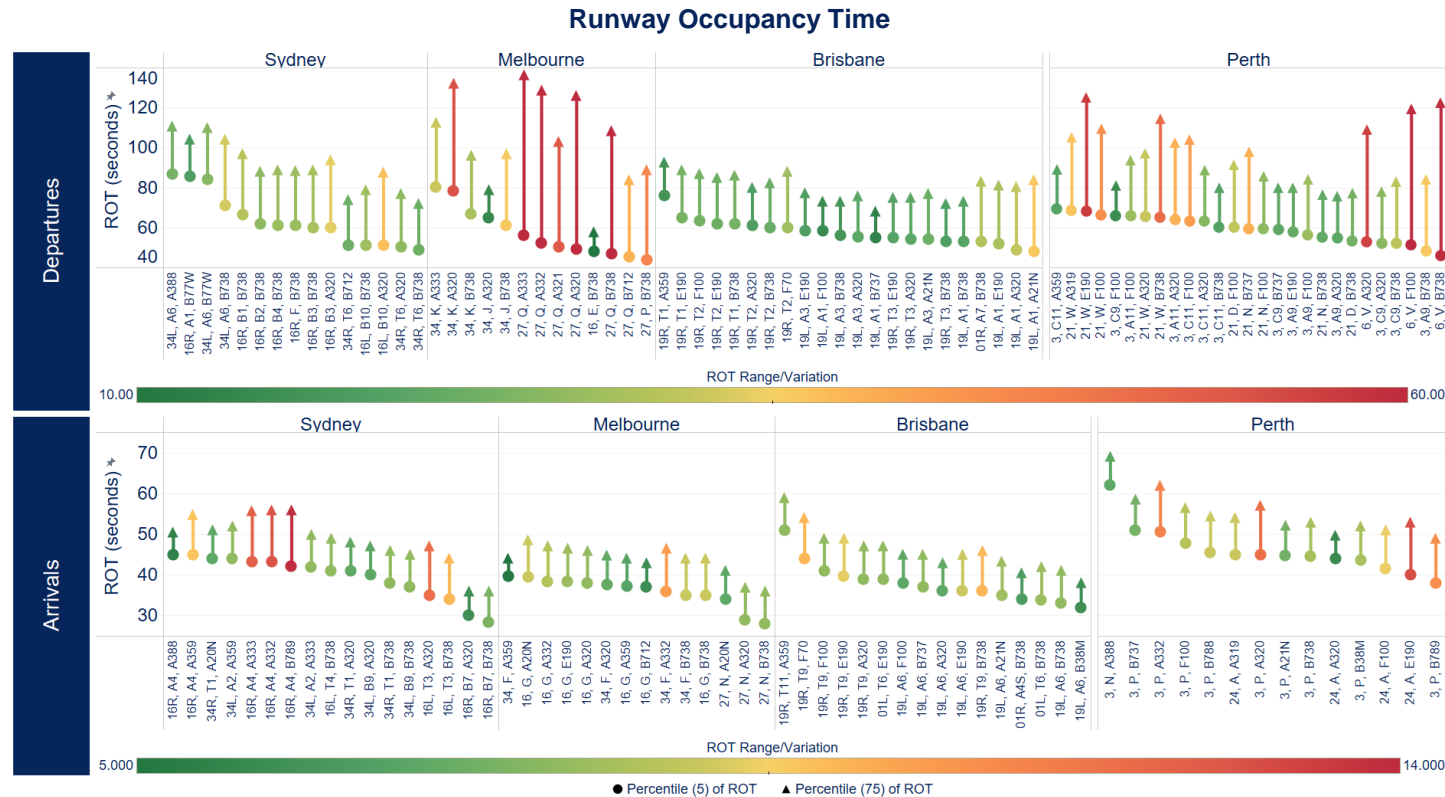 Runway Occupancy Time
Departures
Sydney Melbourne Brisbane Perth
ROT (seconds)
140
120
100
80
60
40
34L, A6, A388
16R, A1, B77W
34L, A6, B77W
34L, A6, B738
16R, B1, B738
16R, B2, B738
16R, B4, B738
16R, F, B738
16R, B3, B738
16R, B3, A320
34R, T6, B712
16L, B10, B738
16L, B10, A320
34R, T6, A320
34R, T6, B738
34, K, A333
34, K, A320
34, K, B738
34, J, A320
34, J, B738
27, Q, A333
27, Q, A332
27, Q, A321
27, Q, A320
27, Q, B738
16, E, B738
27, Q, B712
27, P, B738
19R, T1, A359
19R, T1, E190
19R, T2, F100
19R, T2, E190
19R, T1, B738
19R, T2, A320
19R, T2, B738
19R, T2, F70
19L, A3, E190
19L, A1, F100
19L, A3, B738
19L, A3, A320
19L, A1, B737
19R, T3, E190
19R, T3, A320
19L, A3, A21N
19R, T3, B738
19L, A1, B738
01R, A7, B738
19L, A1, E190
19L, A1, A320
19L, A1, A21N
3, C11, A359
21, W, A319
21, W, E190
21, W, F100
3, C9, F100
3, A11, F100
21, W, A320
21, W, B738
3, A11, A320
3, C11, F100
3, C11, A320
3, C11, B738
21, D, F100
21, N, B737
21, N, F100
3, C9, B737
3, A9, E190
3, A9, F100
21, N, A320
21, N, B738
21, D, B738
6, V, A320
3, C9, A320
3, C9, B738
6, V, F100
3, A9, B738
6, V, B738
ROT Range/Variation
10.00 60.00
Arrivals
Sydney Melbourne Brisbane Perth
ROT (seconds)
70
60
50
40
30
16R, A4, A388
16R, A4, A359
34R, T1, A20N
34L, A2, A359
16R, A4, A333
16R, A4, A332
16R, A4, B789
34L, A2, A333
16L, T4, B738
34R, T1, A320
34L, B9, A320
34R, T1, B738
34L, B9, B738
16L, T3, A320
16L, T3, B738
16R, B7, A320
16R, B7, B738
34, F, A359
16, G, A20N
16, G, A332
16, G, E190
16, G, A320
34, F, A320
16, G, A359
16, G, B712
34, F, A332
34, F, B738
16, G, B738
27, N, A20N
27, N, A320
27, N, B738
19R, T11, A359
19R, T9, F70
19R, T9, F100
19R, T9, E190
19R, T9, A320
01L, T6, E190
19L, A6, F100
19L, A6, B737
19L, A6, A320
19L, A6, E190
19R, T9, B738
19L, A6, A21N
01R, A4S, B738
01L, T6, B738
19L, A6, B738
19L, A6, B38M
3, N, A388
3, P, B737
3, P, A332
3, P, F100
3, P, B788
24, A, A319
3, P, A320
3, P, A21N
3, P, B738
24, A, A320
3, P, B38M
24, A, F100
24, A, E190
3, P, B789
ROT Range/Variation
5.000 14.000
Percentile (5) of ROT Percentile (75) of ROT